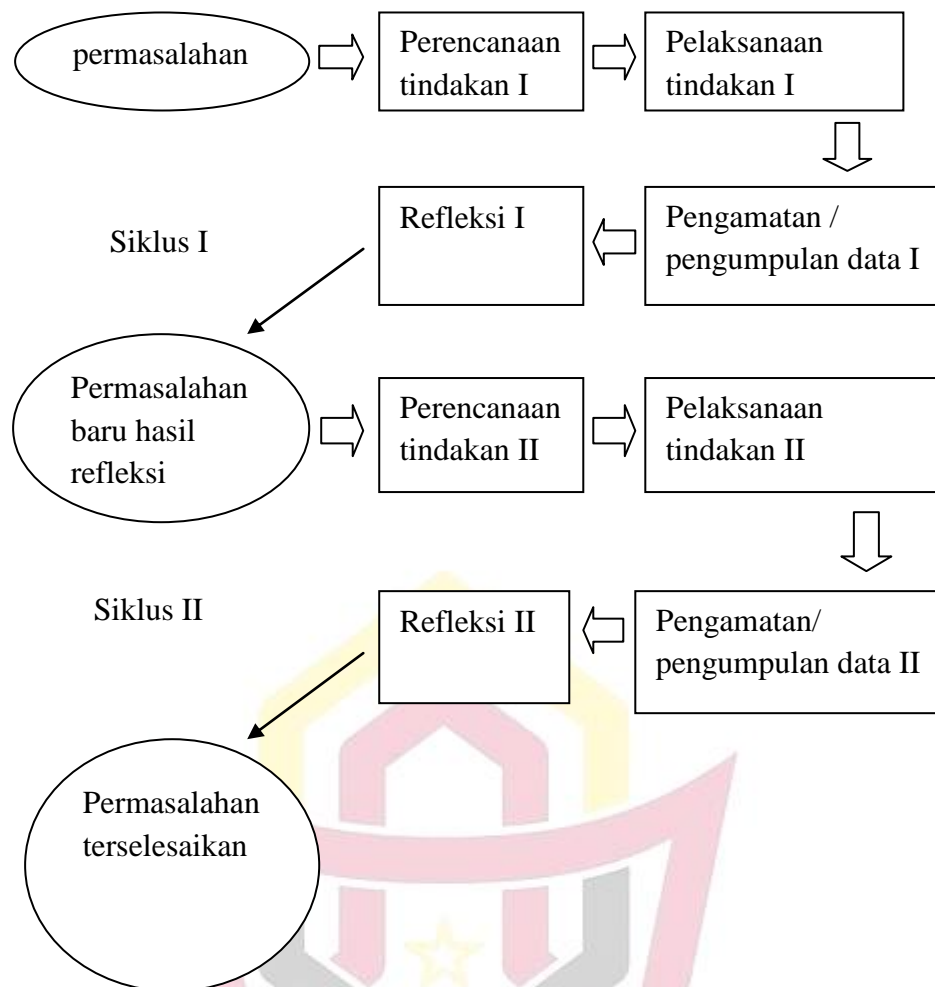 permasalahan
Perencanaan
tindakan I
Pelaksanaan
tindakan I
Siklus I
Refleksi I
Pengamatan /
pengumpulan data I
Permasalahan
baru hasil
refleksi
Perencanaan
tindakan II
Pelaksanaan
tindakan II
Siklus II
Refleksi II
Pengamatan/
pengumpulan data II
Permasalahan
terselesaikan